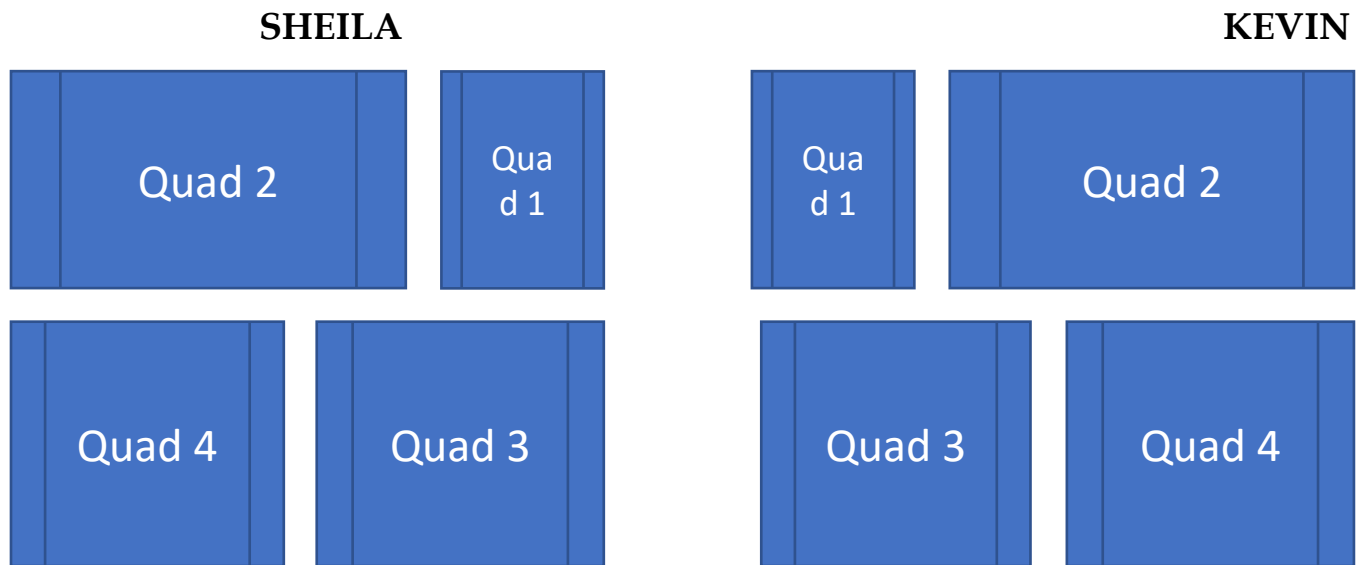 SHEILA
KEVIN
Quad 2
Qua
d 1
Qua
d 1
Quad 2
Quad 4
Quad 3
Quad 3
Quad 4